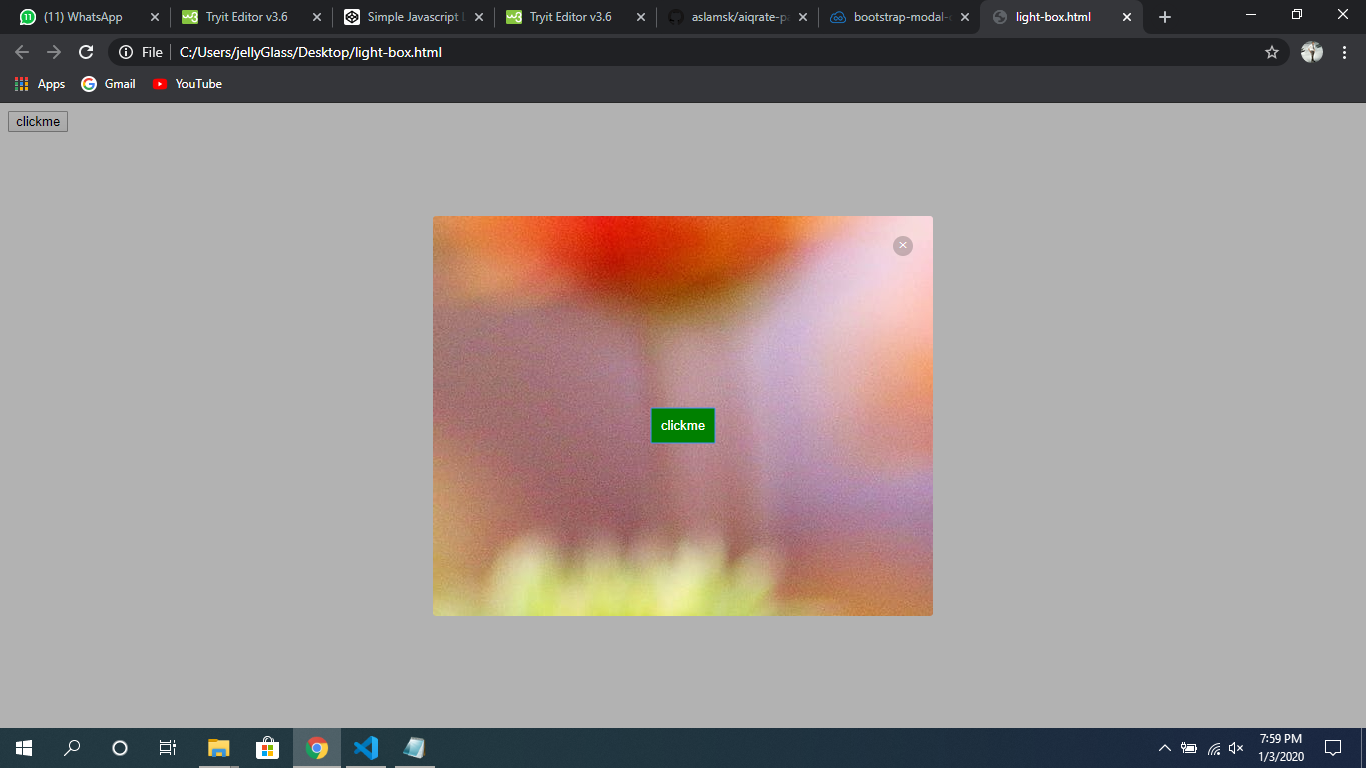 (11) WhatsApp
Tryit Editor v3.6
Simple Javascript
Tryit Editor v3.6
aslamsk/aiqrate-pa
bootstrap-modal-
light-box.html
File
C:/Users/jellyGlass/Desktop/light-box.html
Apps
Gmail
YouTube
clickme
clickme
7:59 PM
1/3/2020